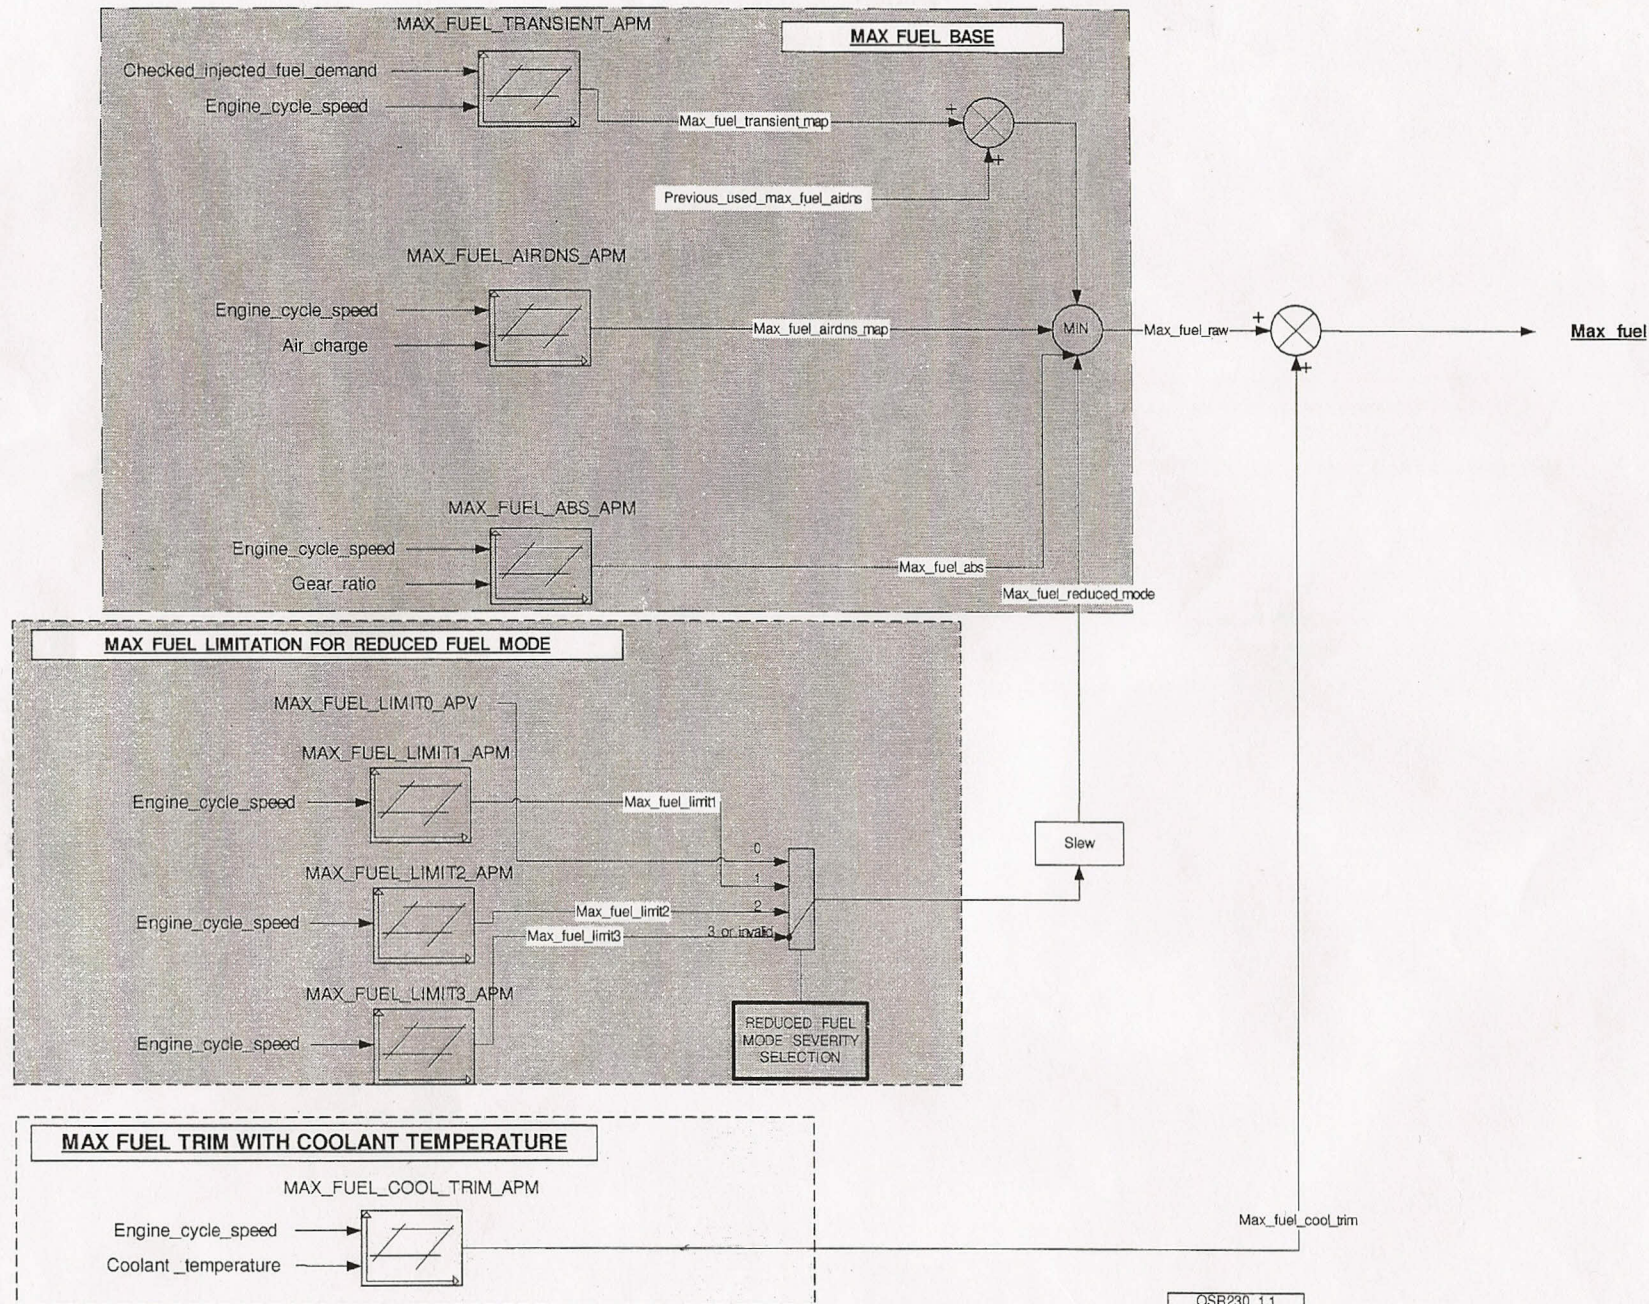 MAX_FUEL_TRANSIENT_APM
MAX FUEL BASE
Checked_injected_fuel_demand
Engine_cycle_speed
Max_fuel_transient_map
+
+
Previous_used_max_fuel_airdns
MAX_FUEL_AIRDNS_APM
Engine_cycle_speed
Air_charge
Max_fuel_airdns_map
MIN
Max_fuel_raw
+
+
Max_fuel
MAX_FUEL_ABS_APM
Engine_cycle_speed
Gear_ratio
Max_fuel_abs
Max_fuel_reduced_mode
MAX FUEL LIMITATION FOR REDUCED FUEL MODE
MAX_FUEL_LIMIT0_APV
MAX_FUEL_LIMIT1_APM
Engine_cycle_speed
Max_fuel_limit1
0
1
2
3 or invalid
Slew
MAX_FUEL_LIMIT2_APM
Engine_cycle_speed
Max_fuel_limit2
Max_fuel_limit3
MAX_FUEL_LIMIT3_APM
Engine_cycle_speed
REDUCED FUEL
MODE SEVERITY
SELECTION
MAX FUEL TRIM WITH COOLANT TEMPERATURE
MAX_FUEL_COOL_TRIM_APM
Engine_cycle_speed
Coolant _temperature
Max_fuel_cool_trim
OSR230_1.1